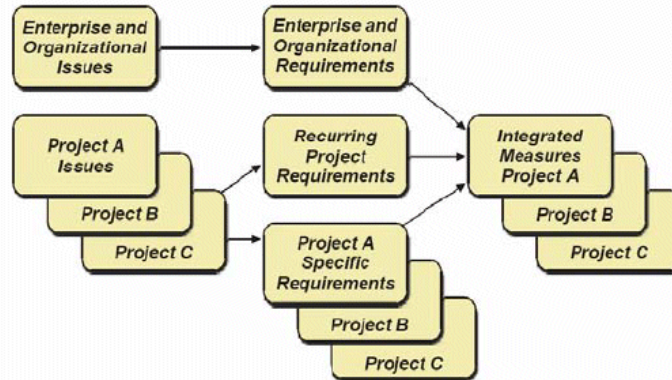 Enterprise and
Organizational
Issues
Enterprise and
Organizational
Requirements
Project A
Issues
Project B
Project C
Recurring
Project
Requirements
Project A
Specific
Requirements
Project B
Project C
Integrated
Measures
Project A
Project B
Project C